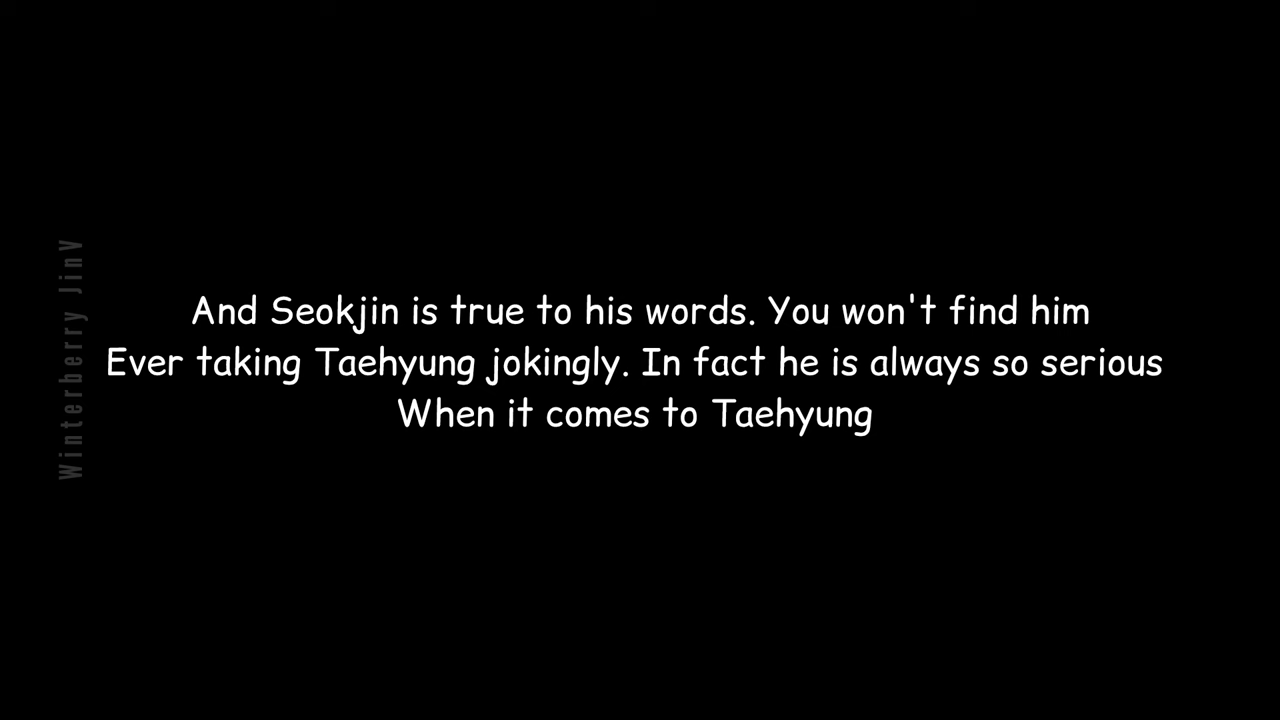 And Seokjin is true to his words. You won't find him
Ever taking Taehyung jokingly. In fact he is always so serious
When it comes to Taehyung
Winterberry JinV